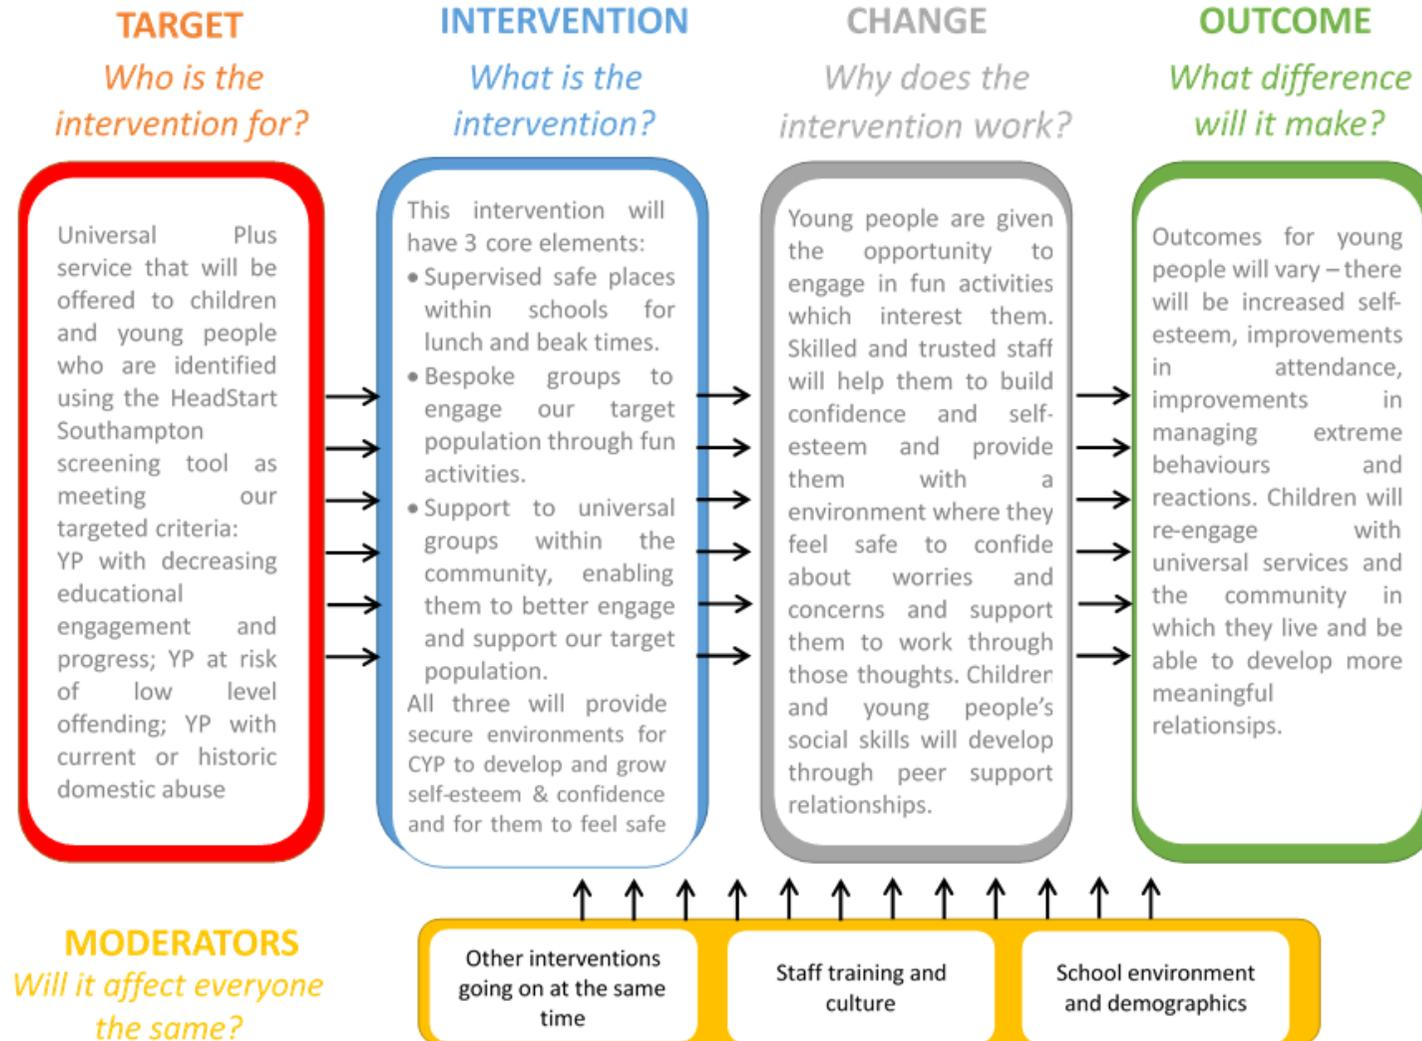 TARGET
Who is the
intervention for?
Universal Plus
service that will be
offered to children
and young people
who are identified
using the HeadStart
Southampton
screening tool as
meeting our
targeted criteria:
YP with decreasing
educational
engagement and
progress; YP at risk
of low level
offending; YP with
current or historic
domestic abuse
INTERVENTION
What is the
intervention?
This intervention will
have 3 core elements:
• Supervised safe places
within schools for
lunch and beak times.
• Bespoke groups to
engage our target
population through fun
activities.
• Support to universal
groups within the
community, enabling
them to better engage
and support our target
population.
All three will provide
secure environments for
CYP to develop and grow
self-esteem & confidence
and for them to feel safe
CHANGE
Why does the
intervention work?
Young people are given
the opportunity to
engage in fun activities
which interest them.
Skilled and trusted staff
will help them to build
confidence and self-
esteem and provide
them with a
environment where they
feel safe to confide
about worries and
concerns and support
them to work through
those thoughts. Children
and young people's
social skills will develop
through peer support
relationships.
OUTCOME
What difference
will it make?
Outcomes for young
people will vary – there
will be increased self-
esteem, improvements
in attendance,
improvements in
managing extreme
behaviours and
reactions. Children will
re-engage with
universal services and
the community in
which they live and be
able to develop more
meaningful
relationsips.
MODERATORS
Will it affect everyone
the same?
Other interventions
going on at the same
time
Staff training and
culture
School environment
and demographics